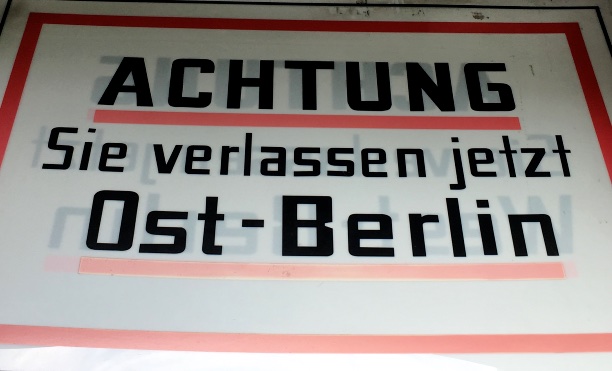 ACHTUNG
Sie verlassen jetzt
Ost-Berlin